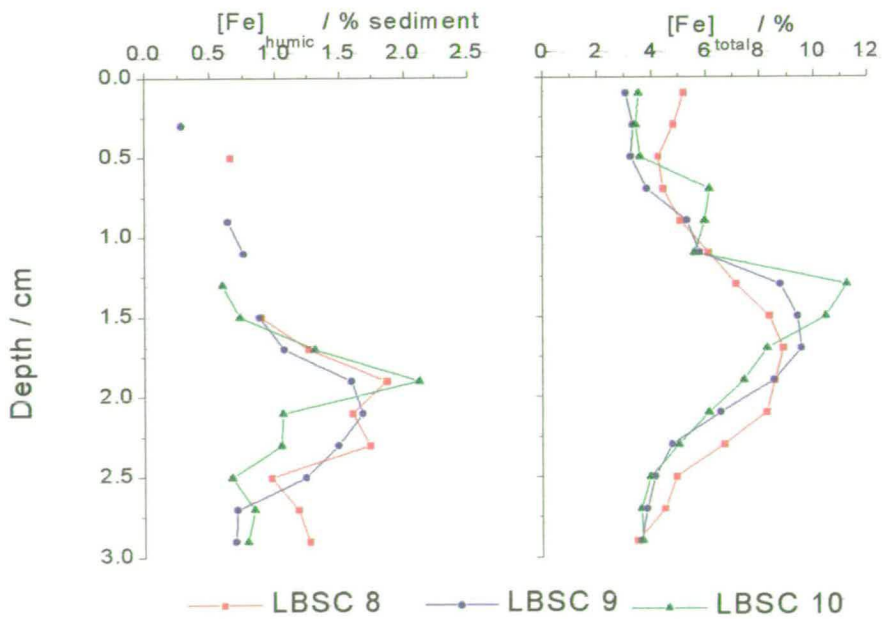 [Fe]humic / % sediment
[Fe]total / %
0.0 0.5 1.0 1.5 2.0 2.5
0 2 4 6 8 10 12
0.0
0.5
1.0
1.5
2.0
2.5
3.0
Depth / cm
LBSC 8 LBSC 9 LBSC 10